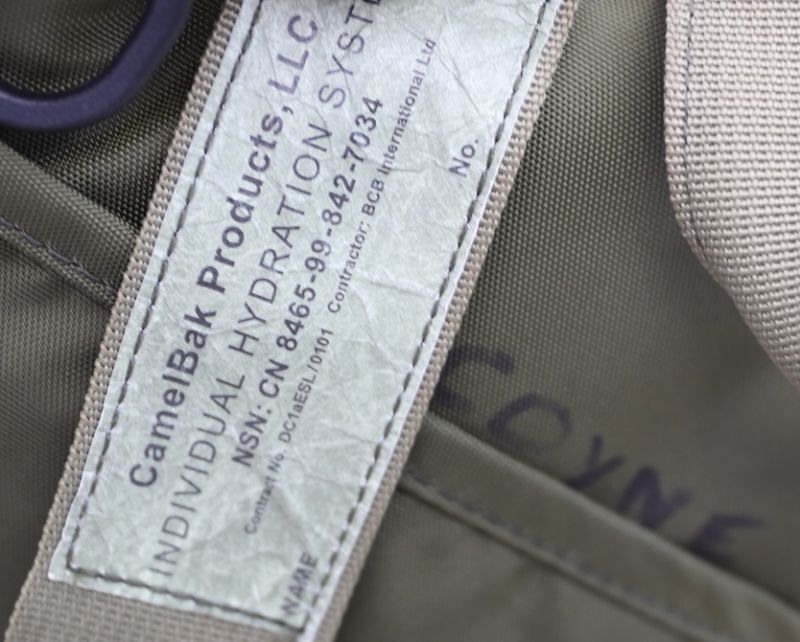 CamelBak Products, LLC
INDIVIDUAL HYDRATION SYSTE
NSN: CN 8465-99-842-7034
Contract No. DC1aESL/0101 Contractor: BCB International Ltd
NAME No.
COYNE